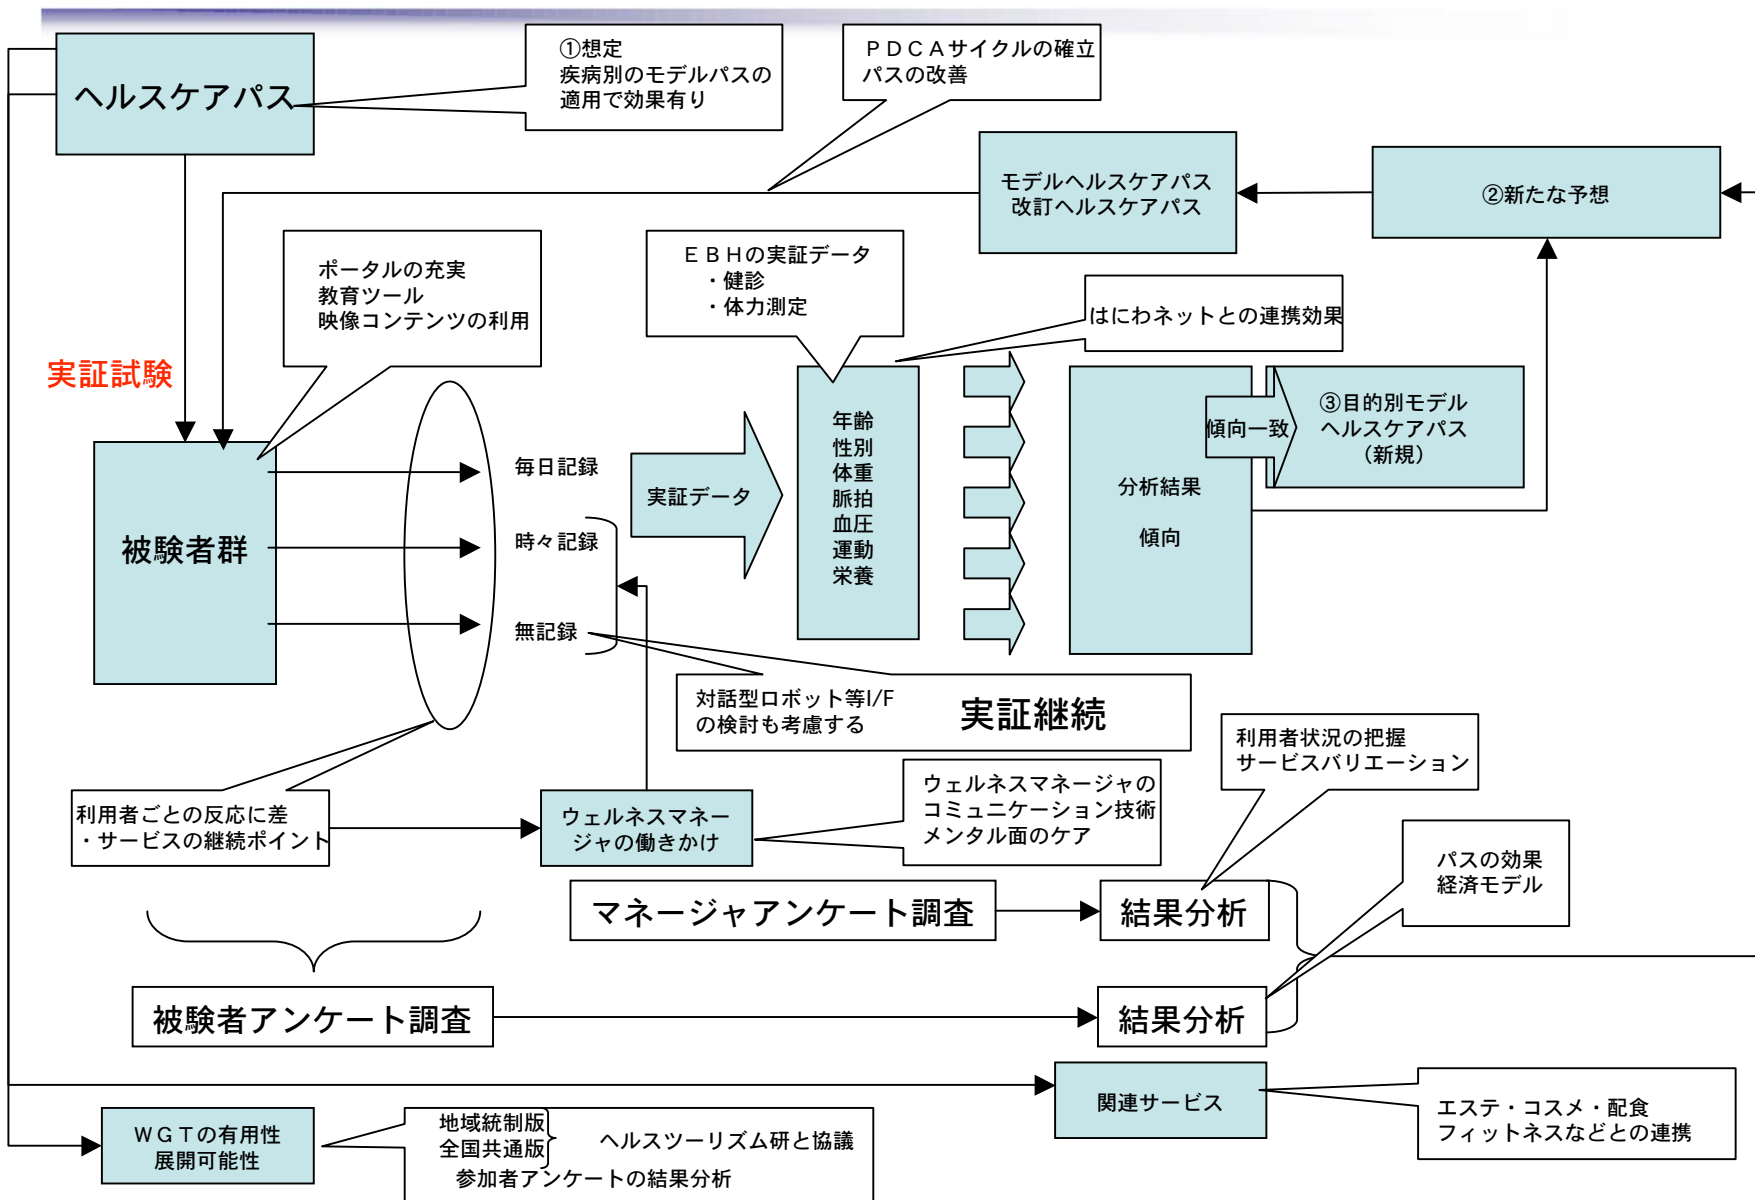 ヘルスケアパス
①想定
疾病別のモデルパスの
適用で効果有り
ＰＤＣＡサイクルの確立
パスの改善
モデルヘルスケアパス
改訂ヘルスケアパス
②新たな予想
ポータルの充実
教育ツール
映像コンテンツの利用
ＥＢＨの実証データ
・健診
・体力測定
はにわネットとの連携効果
実証試験
被験者群
毎日記録
時々記録
無記録
実証データ
年齢
性別
体重
脈拍
血圧
運動
栄養
分析結果
傾向
傾向一致
③目的別モデル
ヘルスケアパス
（新規）
対話型ロボット等I/F
の検討も考慮する
実証継続
利用者状況の把握
サービスバリエーション
利用者ごとの反応に差
・サービスの継続ポイント
ウェルネスマネー
ジャの働きかけ
ウェルネスマネージャの
コミュニケーション技術
メンタル面のケア
パスの効果
経済モデル
マネージャアンケート調査
結果分析
被験者アンケート調査
結果分析
関連サービス
エステ・コスメ・配食
フィットネスなどとの連携
ＷＧＴの有用性
展開可能性
地域統制版
全国共通版
ヘルスツーリズム研と協議
参加者アンケートの結果分析